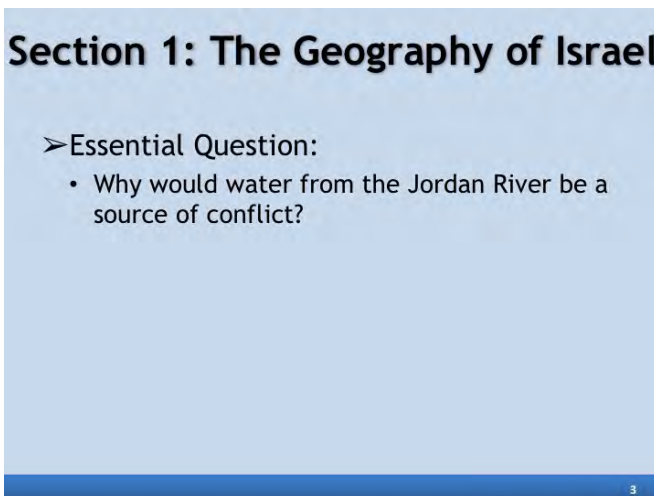 Section 1: The Geography of Israel
➢Essential Question:
• Why would water from the Jordan River be a
source of conflict?
3